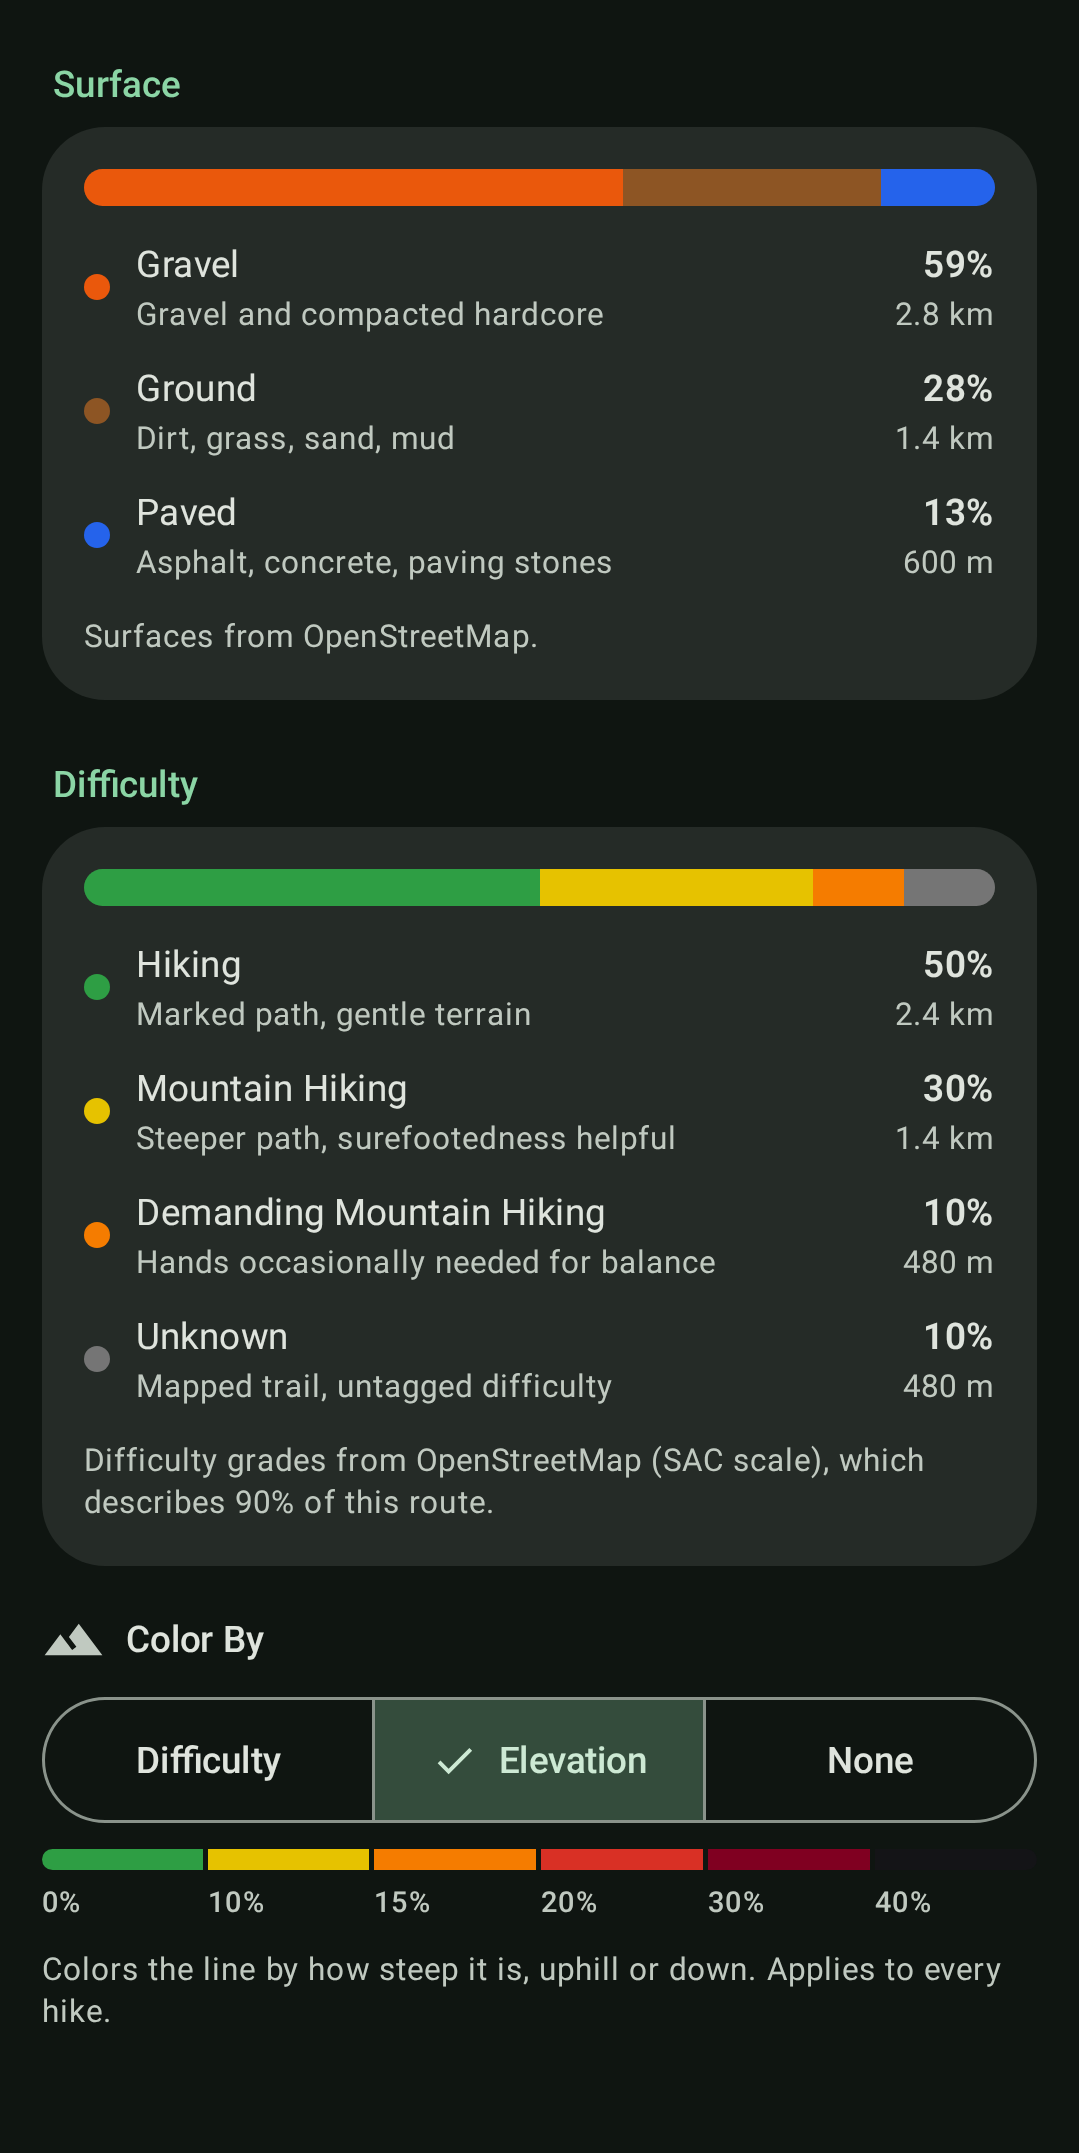 Surface
Gravel 59%
Gravel and compacted hardcore 2.8 km
Ground 28%
Dirt, grass, sand, mud 1.4 km
Paved 13%
Asphalt, concrete, paving stones 600 m
Surfaces from OpenStreetMap.
Difficulty
Hiking 50%
Marked path, gentle terrain 2.4 km
Mountain Hiking 30%
Steeper path, surefootedness helpful 1.4 km
Demanding Mountain Hiking 10%
Hands occasionally needed for balance 480 m
Unknown 10%
Mapped trail, untagged difficulty 480 m
Difficulty grades from OpenStreetMap (SAC scale), which
describes 90% of this route.
Color By
Difficulty Elevation None
0% 10% 15% 20% 30% 40%
Colors the line by how steep it is, uphill or down. Applies to every
hike.